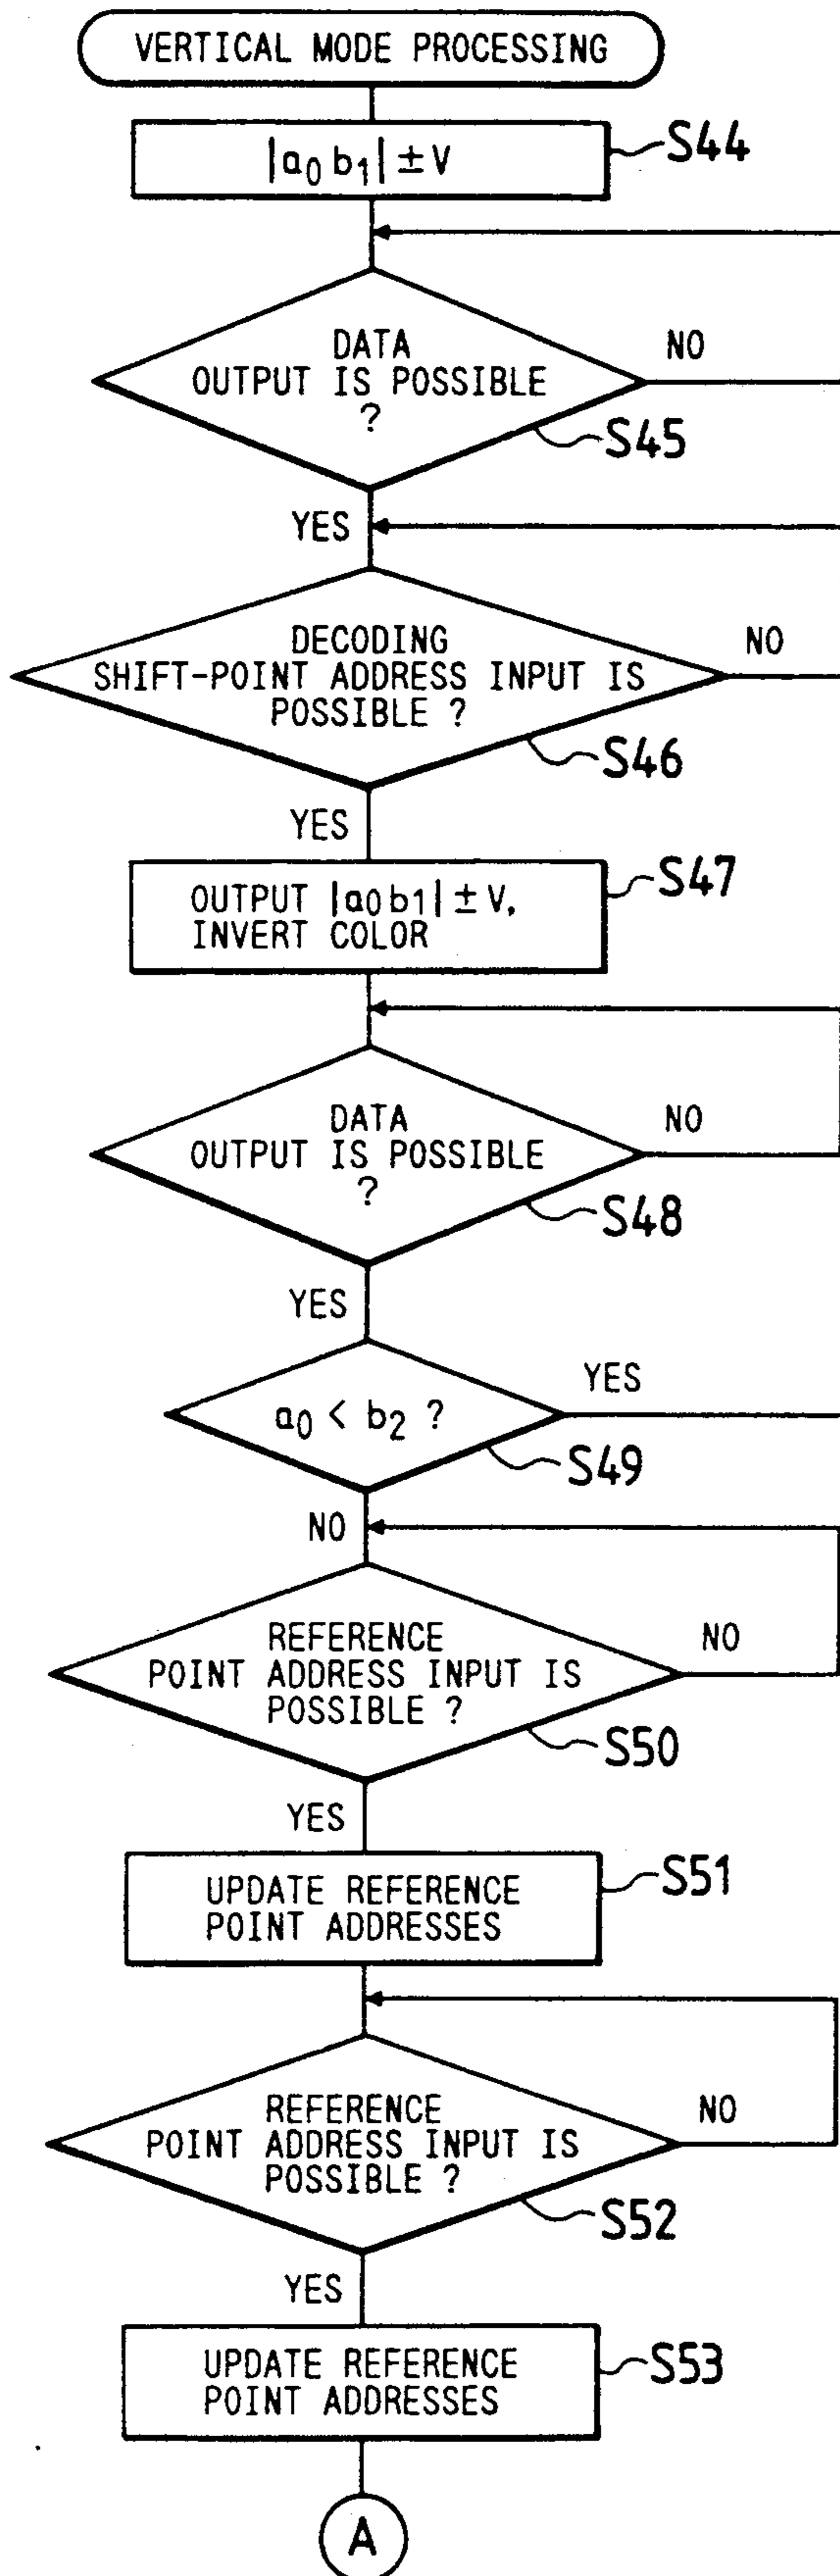 VERTICAL MODE PROCESSING
|a₀ b₁| ± V
S44
DATA
OUTPUT IS POSSIBLE
?
NO
S45
YES
DECODING
SHIFT-POINT ADDRESS INPUT IS
POSSIBLE ?
NO
S46
YES
OUTPUT |a₀ b₁| ± V,
INVERT COLOR
S47
DATA
OUTPUT IS POSSIBLE
?
NO
S48
YES
a₀ < b₂ ?
YES
S49
NO
REFERENCE
POINT ADDRESS INPUT IS
POSSIBLE ?
NO
S50
YES
UPDATE REFERENCE
POINT ADDRESSES
S51
REFERENCE
POINT ADDRESS INPUT IS
POSSIBLE ?
NO
S52
YES
UPDATE REFERENCE
POINT ADDRESSES
S53
A